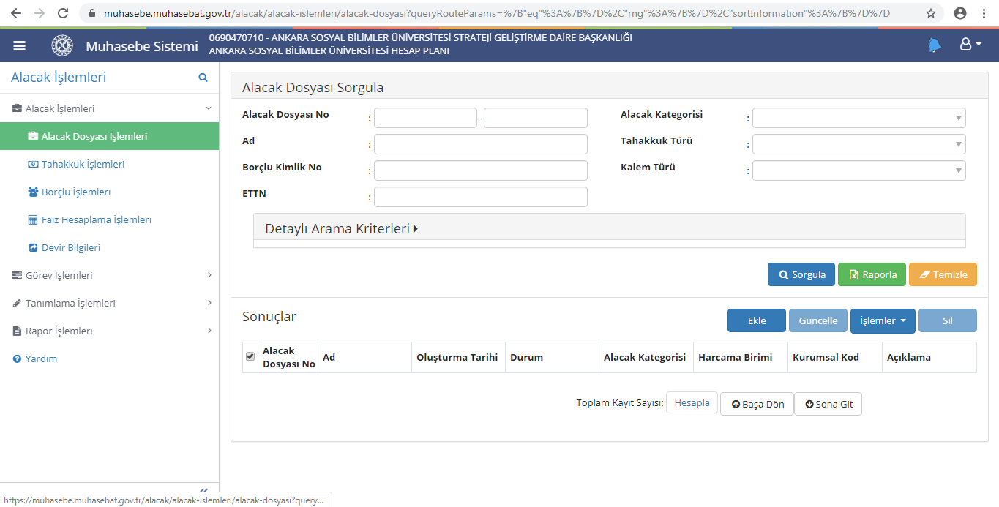 muhasebe.muhasebat.gov.tr/alacak/alacak-islemleri/alacak-dosyasi?queryRouteParams=%7B"eq"%3A%7B%7D%2C"rng"%3A%7B%7D%2C"sortInformation"%3A%7B%7D%7D
Muhasebe Sistemi
0690470710 - ANKARA SOSYAL BİLİMLER ÜNİVERSİTESİ STRATEJİ GELİŞTİRME DAİRE BAŞKANLIĞI
ANKARA SOSYAL BİLİMLER ÜNİVERSİTESİ HESAP PLANI
Alacak İşlemleri
Alacak İşlemleri
Alacak Dosyası İşlemleri
Tahakkuk İşlemleri
Borçlu İşlemleri
Faiz Hesaplama İşlemleri
Devir Bilgileri
Görev İşlemleri
Tanımlama İşlemleri
Rapor İşlemleri
Yardım
Alacak Dosyası Sorgula
Alacak Dosyası No : -
Alacak Kategorisi :
Ad :
Tahakkuk Türü :
Borçlu Kimlik No :
Kalem Türü :
ETTN :
Detaylı Arama Kriterleri
Sorgula Raporla Temizle
Sonuçlar
Ekle Güncelle İşlemler Sil
Alacak Dosyası No Ad Oluşturma Tarihi Durum Alacak Kategorisi Harcama Birimi Kurumsal Kod Açıklama
Toplam Kayıt Sayısı: Hesapla Başa Dön Sona Git
https://muhasebe.muhasebat.gov.tr/alacak/alacak-islemleri/alacak-dosyasi?query...